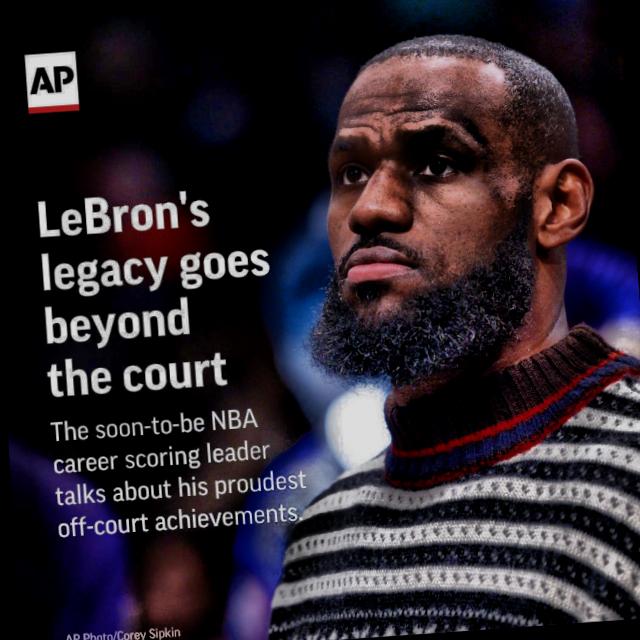 AP
LeBron's
legacy goes
beyond
the court
The soon-to-be NBA
career scoring leader
talks about his proudest
off-court achievements.
AP Photo/Corey Sipkin